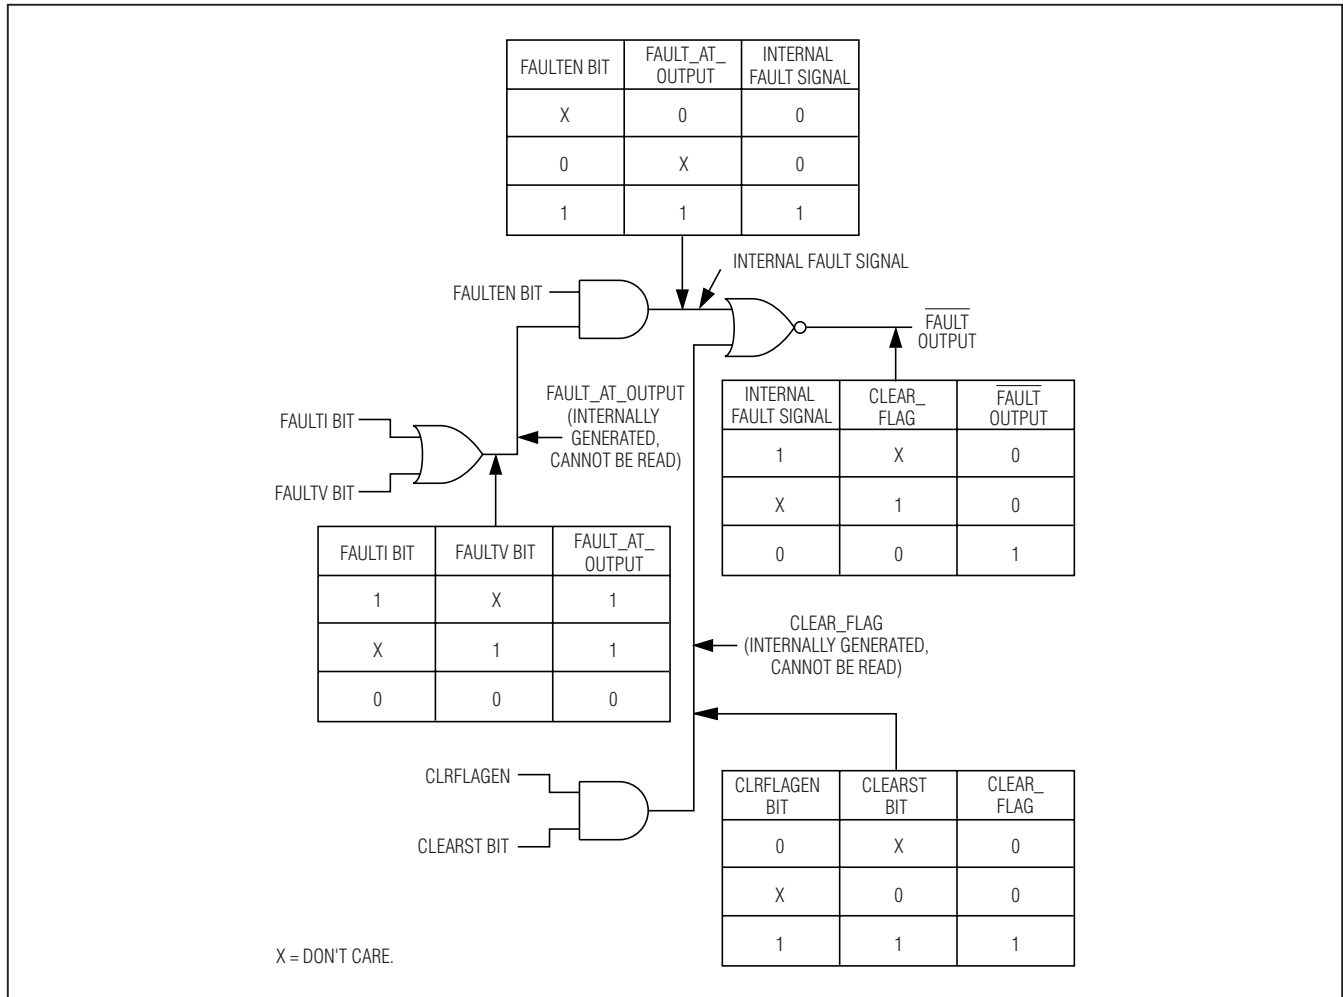 FAULTEN BIT
FAULT_AT_
OUTPUT
INTERNAL
FAULT SIGNAL
X 0 0
0 X 0
1 1 1
INTERNAL FAULT SIGNAL
FAULTEN BIT
FAULT
OUTPUT
FAULT_AT_OUTPUT
(INTERNALLY
GENERATED,
CANNOT BE READ)
FAULTI BIT
FAULTV BIT
INTERNAL
FAULT SIGNAL
CLEAR_
FLAG
FAULT
OUTPUT
1 X 0
X 1 0
0 0 1
FAULTI BIT
FAULTV BIT
FAULT_AT_
OUTPUT
1 X 1
X 1 1
0 0 0
CLEAR_FLAG
(INTERNALLY GENERATED,
CANNOT BE READ)
CLRFLAGEN
CLEARST BIT
CLRFLAGEN
BIT
CLEARST
BIT
CLEAR_
FLAG
0 X 0
X 0 0
1 1 1
X = DON'T CARE.